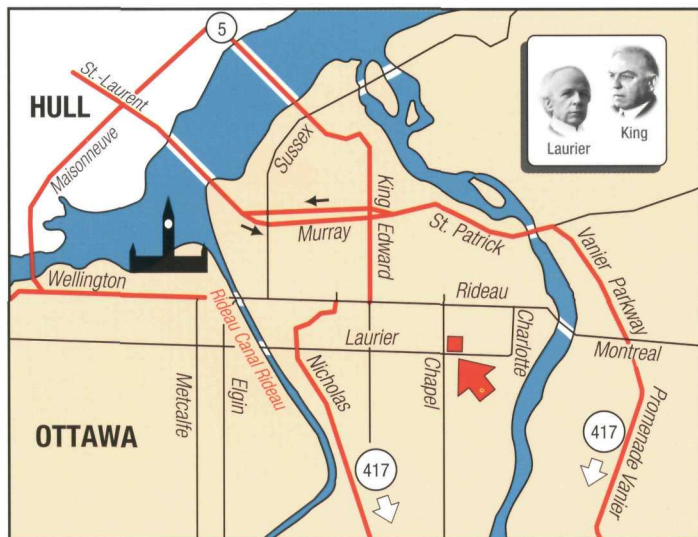 5
St.-Laurent
HULL
Maisonneuve
Sussex
Laurier
King
King Edward
Murray
St. Patrick
Vanier Parkway
Wellington
Rideau
Rideau Canal Rideau
Laurier
Nicholas
Chapel
Charlotte
Montreal
Metcalfe
Elgin
OTTAWA
417
417
Promenade Vanier